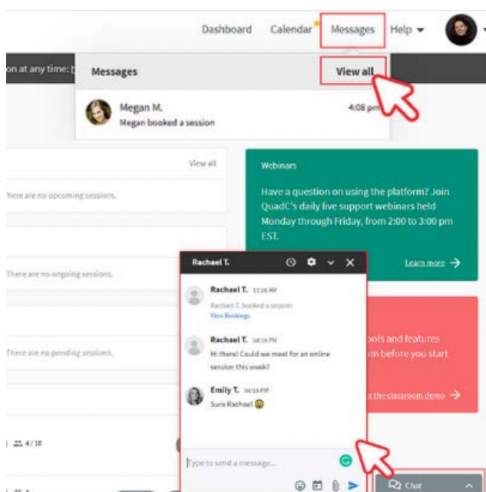 Dashboard Calendar Messages Help
on at any time:
Messages View all
Megan M. 4:08 pm
Megan booked a session
View all
There are no upcoming sessions.
There are no ongoing sessions.
There are no pending sessions.
4/50
Webinars
Have a question on using the platform? Join
QuadC's daily live support webinars held
Monday through Friday, from 2:00 to 3:00 pm
EST.
Learn more →
ools and features
m before you start
the classroom demo →
Rachael T.
Rachael T. 11:26 AM
Rachael T. booked a session
View Bookings
Rachael T.
Hi there! Could we meet for an online
session this week?
Emily T.
Sure Rachael
Type to send a message...
Chat